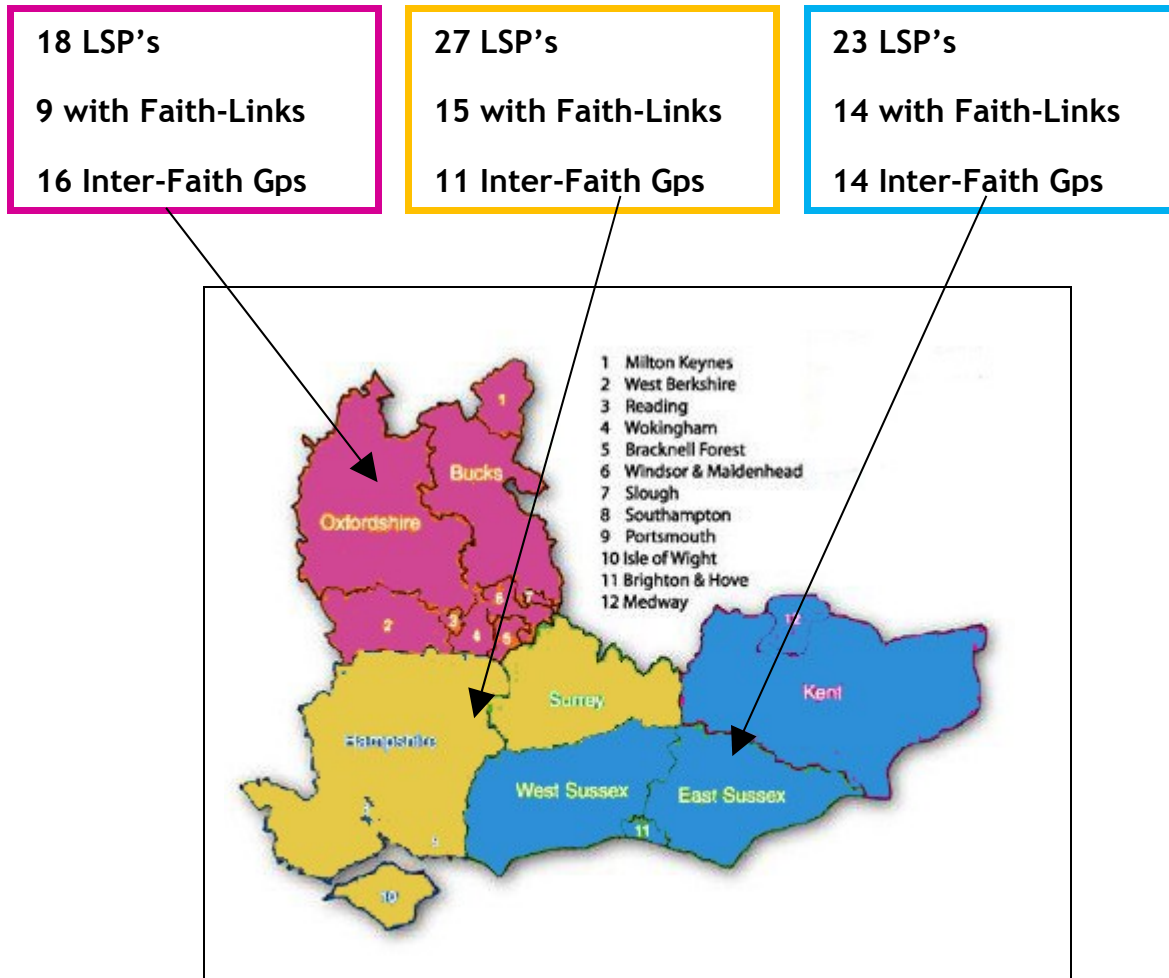 18 LSP’s
9 with Faith-Links
16 Inter-Faith Gps
27 LSP’s
15 with Faith-Links
11 Inter-Faith Gps
23 LSP’s
14 with Faith-Links
14 Inter-Faith Gps
1 Milton Keynes
2 West Berkshire
3 Reading
4 Wokingham
5 Bracknell Forest
6 Windsor & Maidenhead
7 Slough
8 Southampton
9 Portsmouth
10 Isle of Wight
11 Brighton & Hove
12 Medway
1
Bucks
Oxfordshire
6
7
2
3
4
5
12
Kent
Surrey
Hampshire
West Sussex
East Sussex
11
9
10